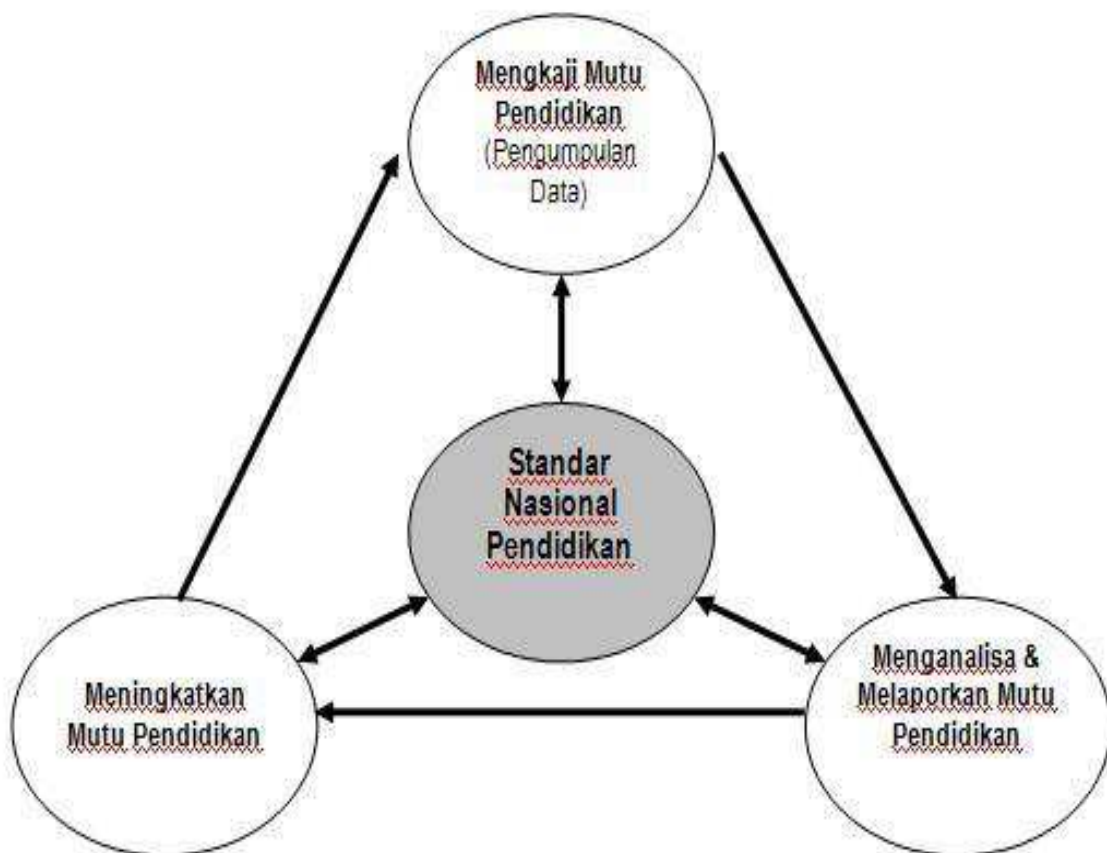 Mengkaji Mutu
Pendidikan
(Pengumpulan
Data)
Standar
Nasional
Pendidikan
Meningkatkan
Mutu Pendidikan
Menganalisa &
Melaporkan Mutu
Pendidikan